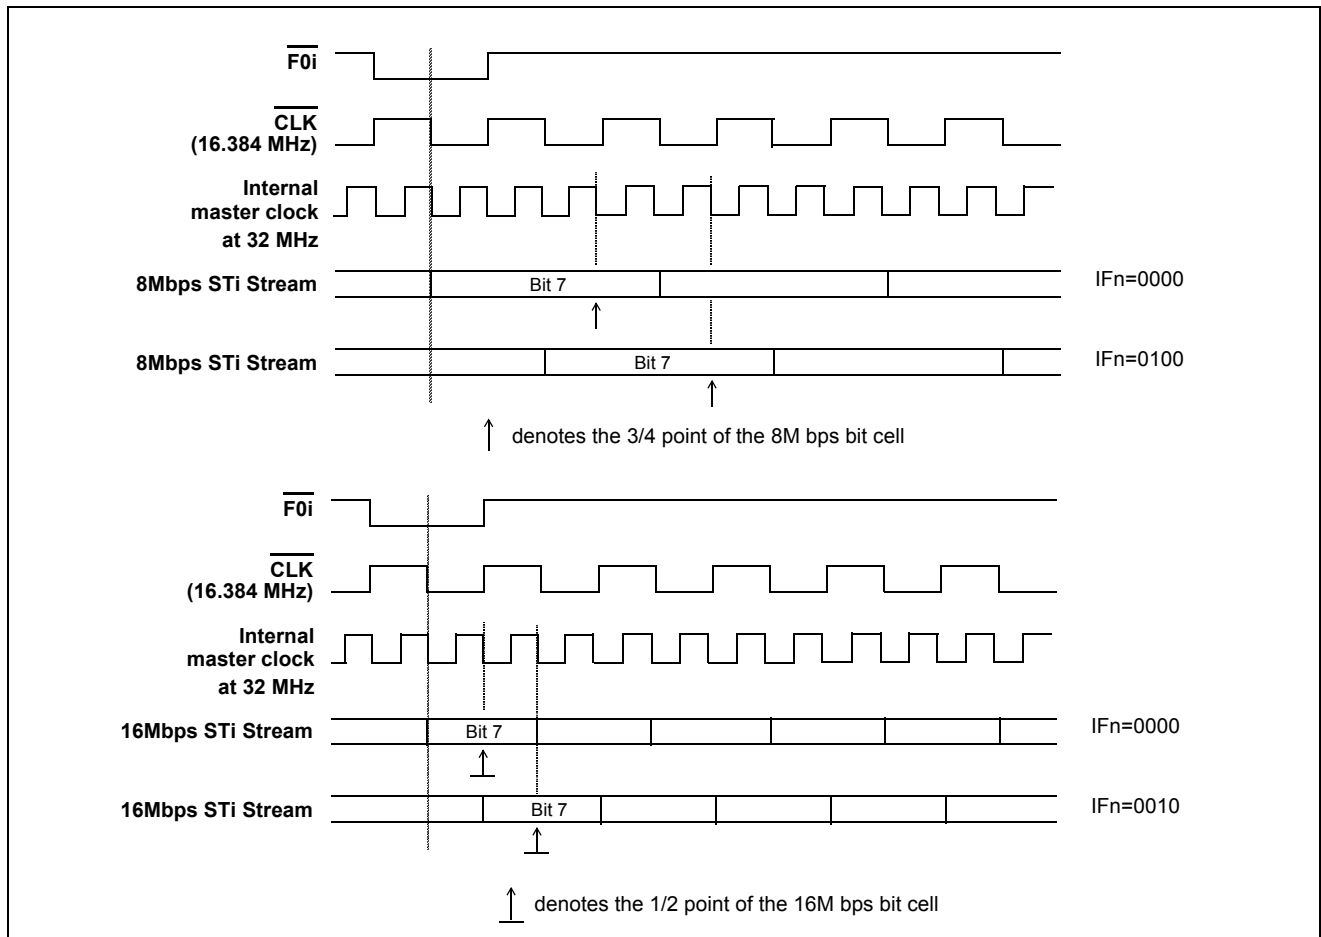 F0i
CLK
(16.384 MHz)
Internal
master clock
at 32 MHz
8Mbps STi Stream
Bit 7
IFn=0000
8Mbps STi Stream
Bit 7
IFn=0100
denotes the 3/4 point of the 8M bps bit cell
F0i
CLK
(16.384 MHz)
Internal
master clock
at 32 MHz
16Mbps STi Stream
Bit 7
IFn=0000
16Mbps STi Stream
Bit 7
IFn=0010
denotes the 1/2 point of the 16M bps bit cell